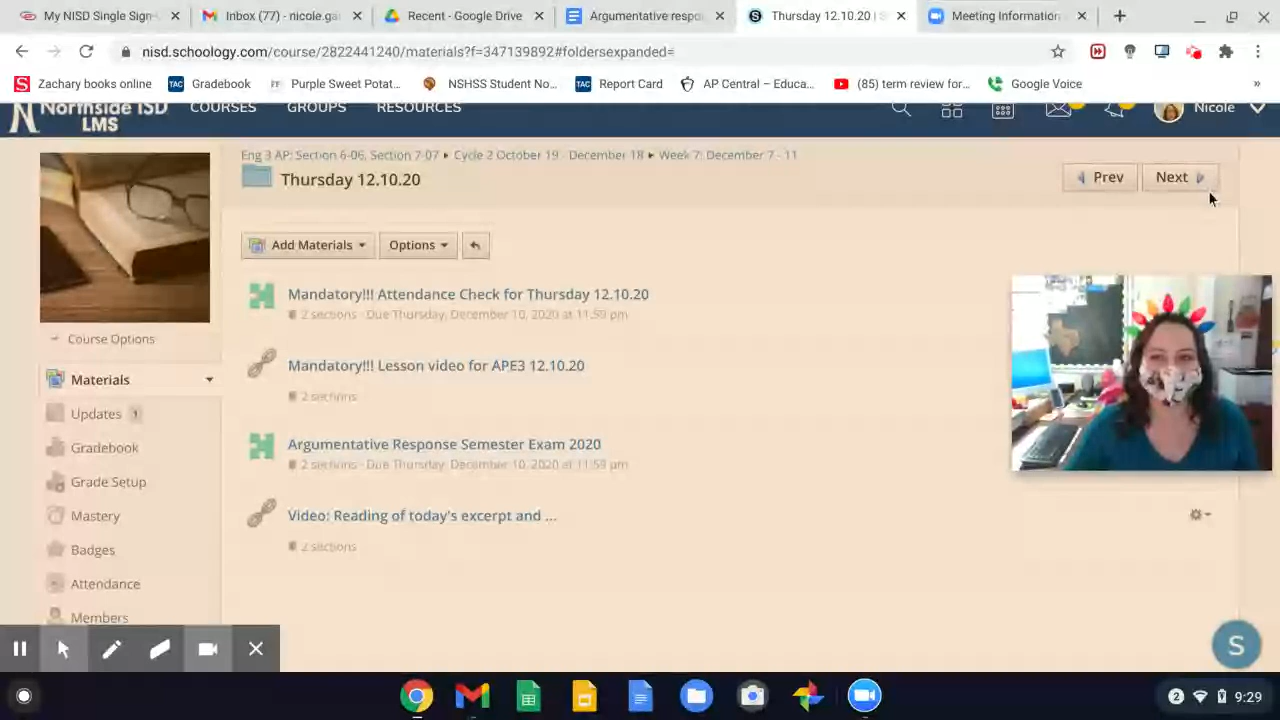 My NISD Single Sign-
Inbox (77) - nicole.ga
Recent - Google Drive
Argumentative respo
Thursday 12.10.20 | S
Meeting Information
nisd.schoology.com/course/2822441240/materials?f=347139892#foldersexpanded=
Zachary books online
TAC Gradebook
Purple Sweet Potat...
NSHSS Student No...
TAC Report Card
AP Central – Educa...
(85) term review for...
Google Voice
»
Northside ISD
LMS
COURSES
GROUPS
RESOURCES
Nicole
Eng 3 AP: Section 6-06, Section 7-07 ▸ Cycle 2 October 19 - December 18 ▸ Week 7: December 7 - 11
Thursday 12.10.20
Prev
Next
Add Materials
Options
Mandatory!!! Attendance Check for Thursday 12.10.20
2 sections · Due Thursday, December 10, 2020 at 11:59 pm
Mandatory!!! Lesson video for APE3 12.10.20
2 sections
Argumentative Response Semester Exam 2020
2 sections · Due Thursday, December 10, 2020 at 11:59 pm
Video: Reading of today's excerpt and ...
2 sections
Course Options
Materials
Updates 1
Gradebook
Grade Setup
Mastery
Badges
Attendance
Members
S
2
9:29